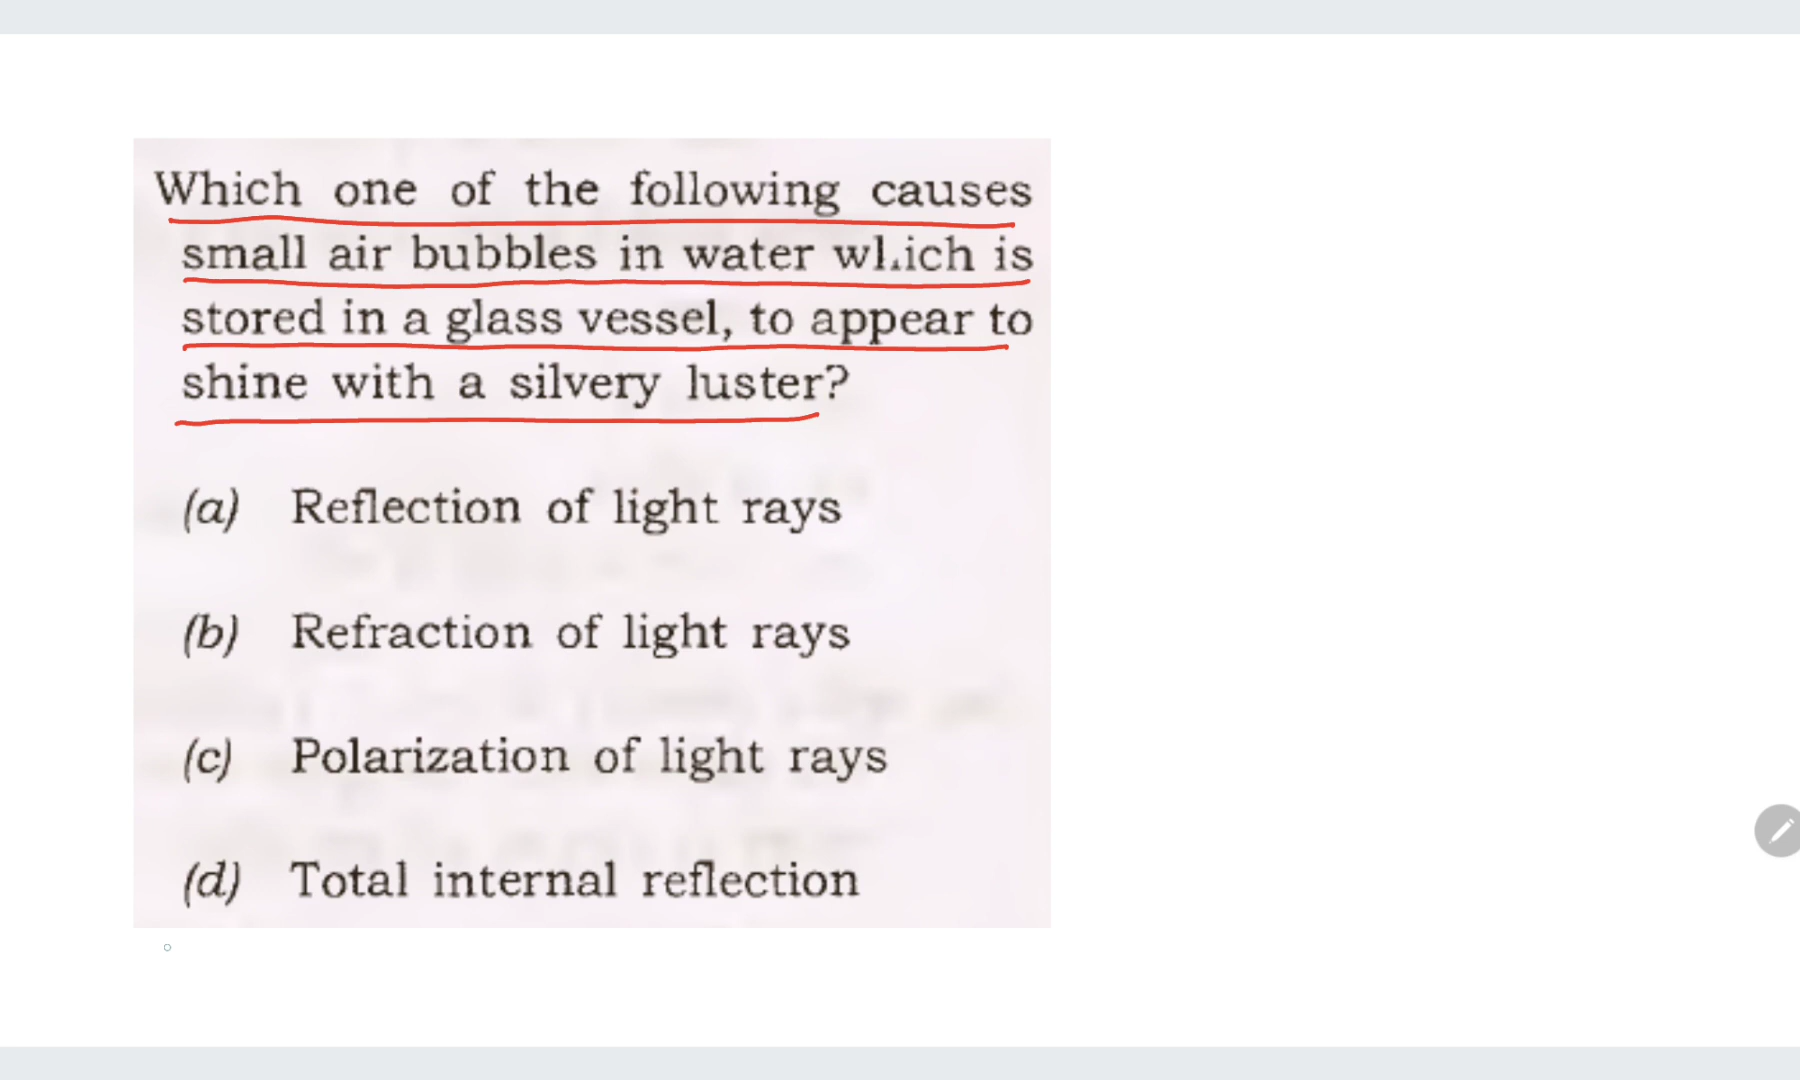 Which one of the following causes
small air bubbles in water which is
stored in a glass vessel, to appear to
shine with a silvery luster?
(a) Reflection of light rays
(b) Refraction of light rays
(c) Polarization of light rays
(d) Total internal reflection